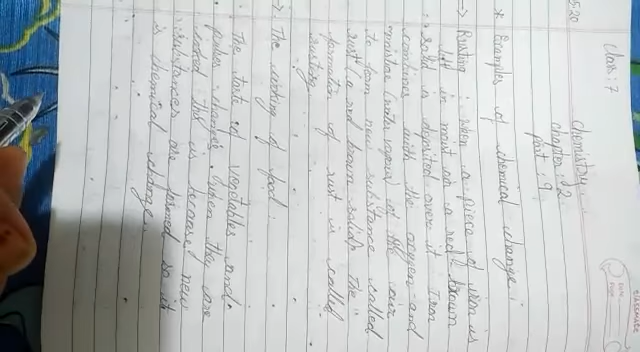 5:20
Class: 7
Chemistry
chapter: 2
part: 9
* Examples of chemical change:
→ Rusting: when a piece of iron is
left in moist air a red-brown
solid is deposited over it. Iron
combines with the oxygen and
moistur (water vapour) of the air
to form new substance called
rust (a red brown solid). The
formation of rust is called
rusting.
→ The cooking of food.
The taste of vegetables and
pulses changes when they are
cooked this is because new
substances are formed so it
is chemical change.